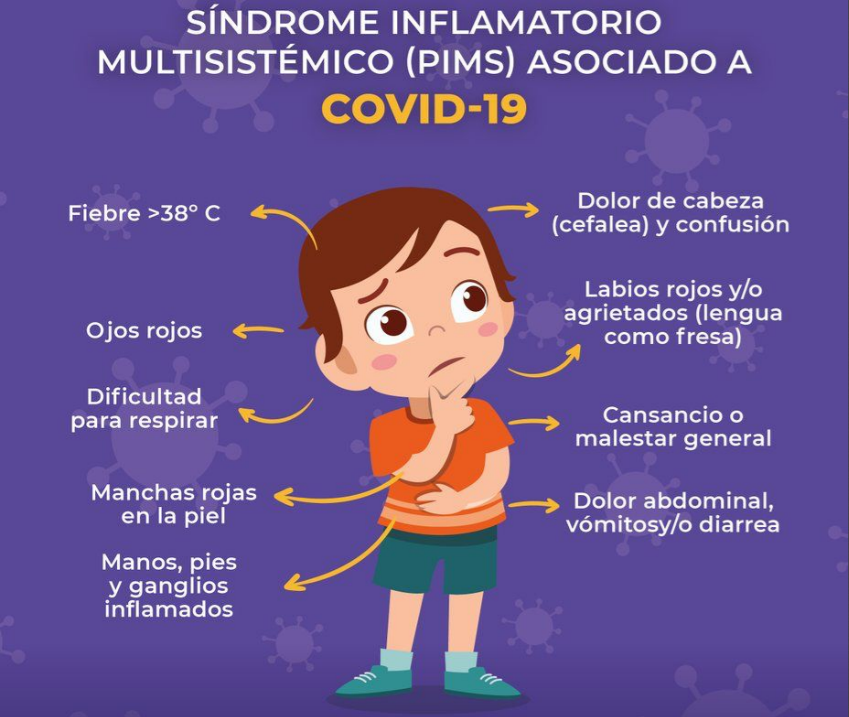 SÍNDROME INFLAMATORIO
MULTISISTÉMICO (PIMS) ASOCIADO A
COVID-19
Fiebre >38º C
Ojos rojos
Dificultad
para respirar
Manchas rojas
en la piel
Manos, pies
y ganglios
inflamados
Dolor de cabeza
(cefalea) y confusión
Labios rojos y/o
agrietados (lengua
como fresa)
Cansancio o
malestar general
Dolor abdominal,
vómitosy/o diarrea